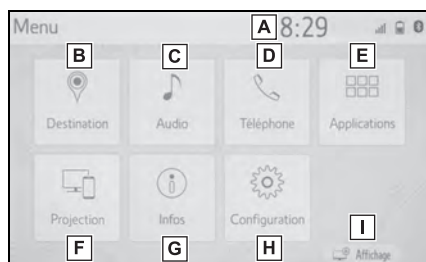 Menu A 8:29
B C D E
Destination Audio Téléphone Applications
Projection Infos Configuration I
F G H Affichage